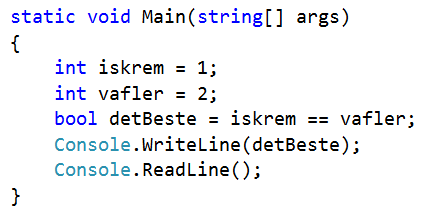 static void Main(string[] args)
{
    int iskrem = 1;
    int vafler = 2;
    bool detBeste = iskrem == vafler;
    Console.WriteLine(detBeste);
    Console.ReadLine();
}